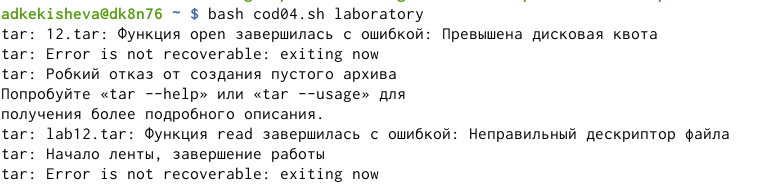 adkekisheva@dk8n76 ~ $ bash cod04.sh laboratory
tar: 12.tar: Функция open завершилась с ошибкой: Превышена дисковая квота
tar: Error is not recoverable: exiting now
tar: Робкий отказ от создания пустого архива
Попробуйте «tar --help» или «tar --usage» для
получения более подробного описания.
tar: lab12.tar: Функция read завершилась с ошибкой: Неправильный дескриптор файла
tar: Начало ленты, завершение работы
tar: Error is not recoverable: exiting now